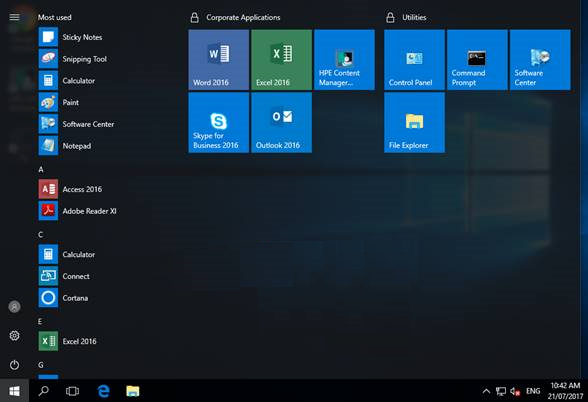 Most used
Sticky Notes
Snipping Tool
Calculator
Paint
Software Center
Notepad
A
Access 2016
Adobe Reader XI
C
Calculator
Connect
Cortana
E
Excel 2016
G
Corporate Applications
Word 2016
Excel 2016
HPE Content
Manager...
Skype for
Business 2016
Outlook 2016
Utilities
Control Panel
Command
Prompt
Software
Center
File Explorer
ENG
10:42 AM
21/07/2017